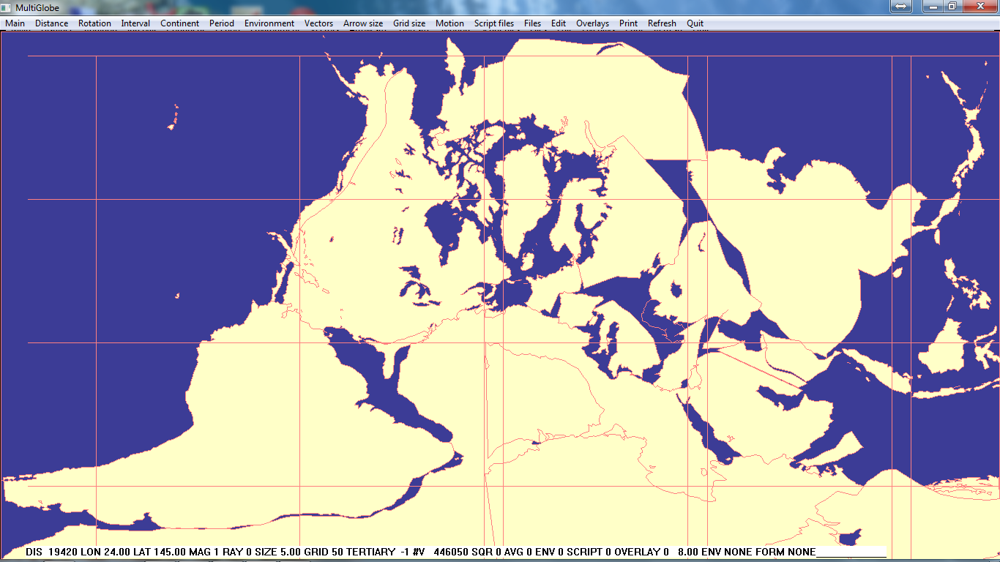 MultiGlobe
Main Distance Rotation Interval Continent Period Environment Vectors Arrow size Grid size Motion Script files Files Edit Overlays Print Refresh Quit
DIS 19420 LON 24.00 LAT 145.00 MAG 1 RAY 0 SIZE 5.00 GRID 50 TERTIARY -1 #V 446050 SQR 0 AVG 0 ENV 0 SCRIPT 0 OVERLAY 0 8.00 ENV NONE FORM NONE